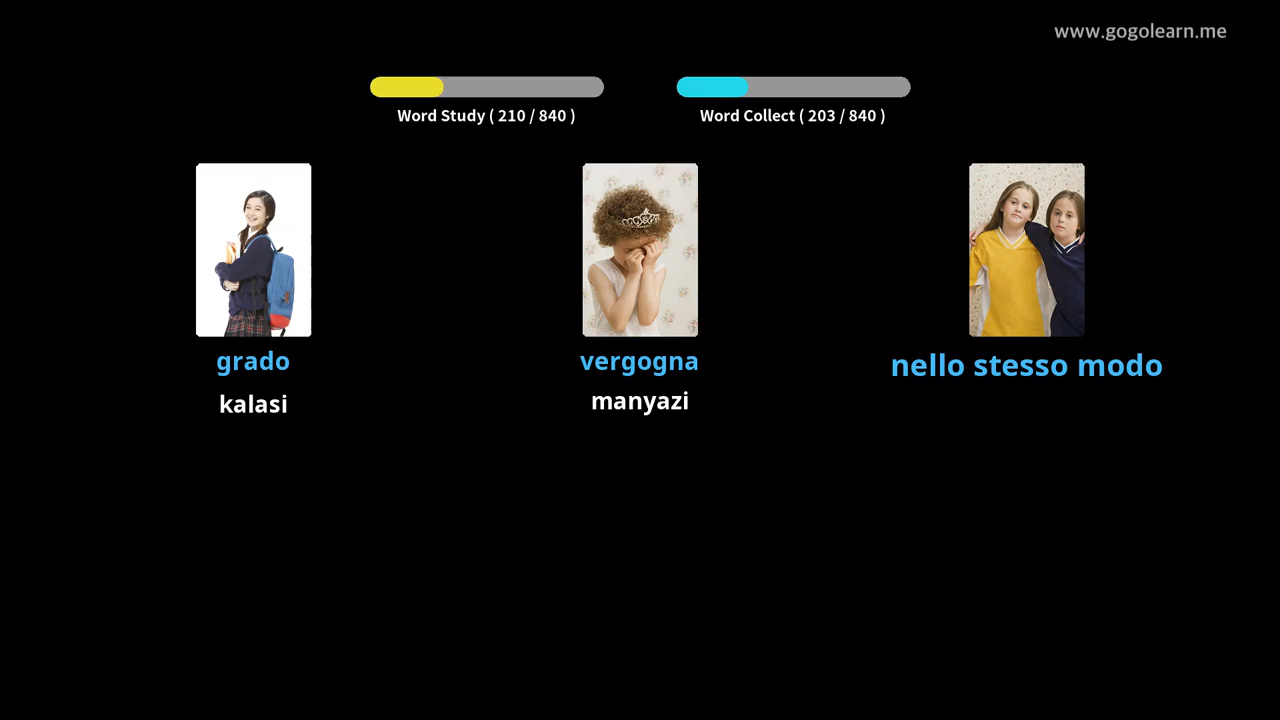 www.gogolearn.me
Word Study ( 210 / 840 )
Word Collect ( 203 / 840 )
grado
vergogna
nello stesso modo
kalasi
manyazi